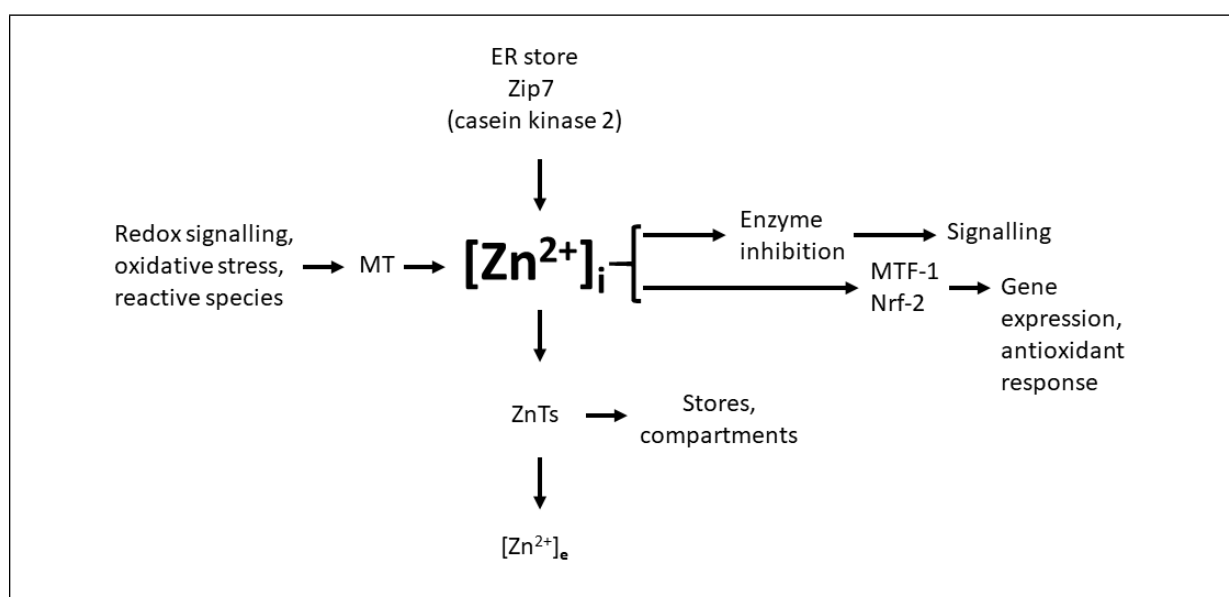 ER store
Zip7
(casein kinase 2)
Redox signalling,
oxidative stress,
reactive species
MT
[Zn²⁺]ᵢ
Enzyme
inhibition
Signalling
MTF-1
Nrf-2
Gene
expression,
antioxidant
response
ZnTs
Stores,
compartments
[Zn²⁺]ₑ